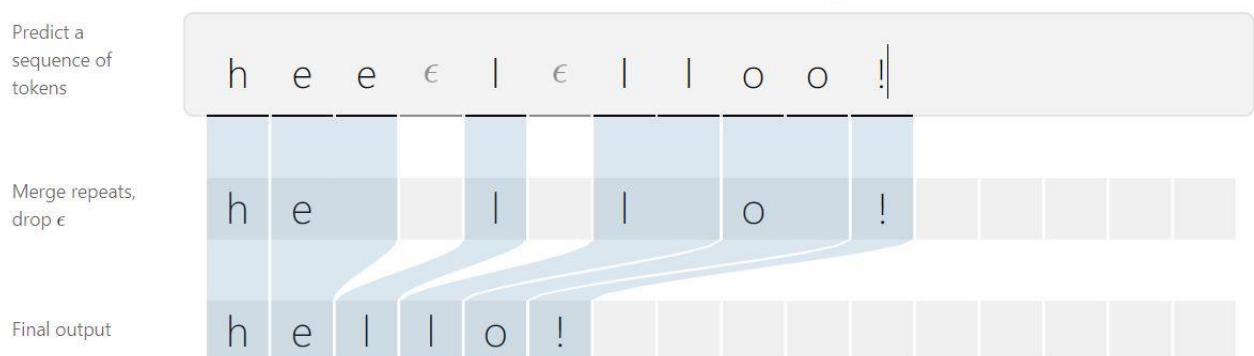 Predict a
sequence of
tokens
h e e ϵ l ϵ l l o o !
Merge repeats,
drop ϵ
h e l l o !
Final output
h e l l o !